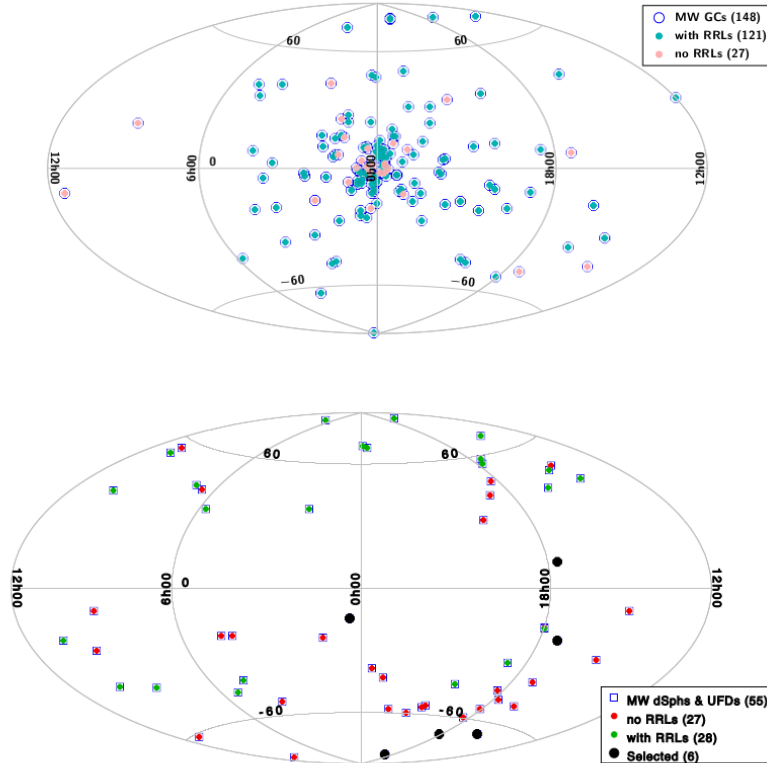 MW GCs (148)
with RRLs (121)
no RRLs (27)
60
60
12h00
6h00
0
0h00
18h00
12h00
−60
−60
60
60
12h00
6h00
0
0h00
18h00
12h00
-60
-60
MW dSphs & UFDs (55)
no RRLs (27)
with RRLs (28)
Selected (6)